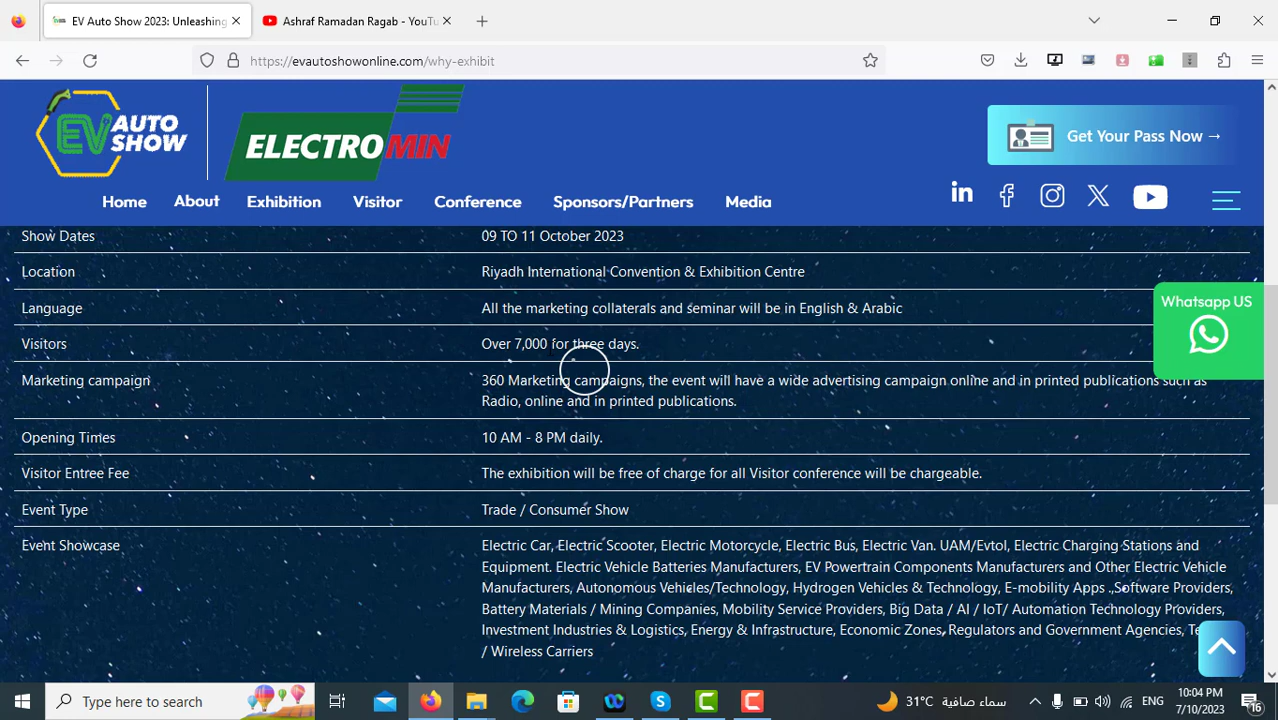 EV Auto Show 2023: Unleashing
Ashraf Ramadan Ragab - YouTu
https://evautoshowonline.com/why-exhibit
EV AUTO SHOW
ELECTROMIN
Get Your Pass Now →
Home About Exhibition Visitor Conference Sponsors/Partners Media
Show Dates 09 TO 11 October 2023
Location Riyadh International Convention & Exhibition Centre
Whatsapp US
Language All the marketing collaterals and seminar will be in English & Arabic
Visitors Over 7,000 for three days.
Marketing campaign 360 Marketing campaigns, the event will have a wide advertising campaign online and in printed publications such as
Radio, online and in printed publications.
Opening Times 10 AM - 8 PM daily.
Visitor Entree Fee The exhibition will be free of charge for all Visitor conference will be chargeable.
Event Type Trade / Consumer Show
Event Showcase Electric Car, Electric Scooter, Electric Motorcycle, Electric Bus, Electric Van. UAM/Evtol, Electric Charging Stations and
Equipment. Electric Vehicle Batteries Manufacturers, EV Powertrain Components Manufacturers and Other Electric Vehicle
Manufacturers, Autonomous Vehicles/Technology, Hydrogen Vehicles & Technology, E-mobility Apps .,Software Providers,
Battery Materials / Mining Companies, Mobility Service Providers, Big Data / AI / IoT/ Automation Technology Providers,
Investment Industries & Logistics, Energy & Infrastructure, Economic Zones, Regulators and Government Agencies,
/ Wireless Carriers
Type here to search
31°C سماء صافية
ENG
10:04 PM
7/10/2023
16